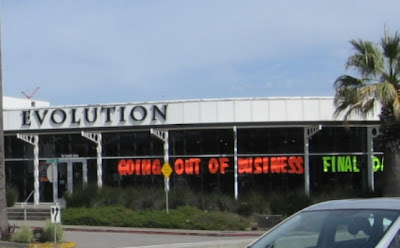 EVOLUTION
GOING OUT OF BUSINESS FINAL